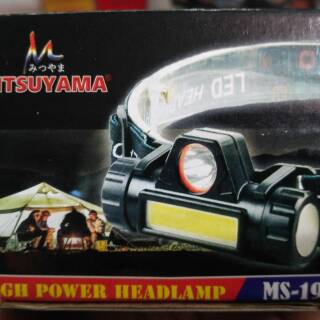 みつやま
ITSUYAMA®
LED HEA
GH POWER HEADLAMP
MS-19